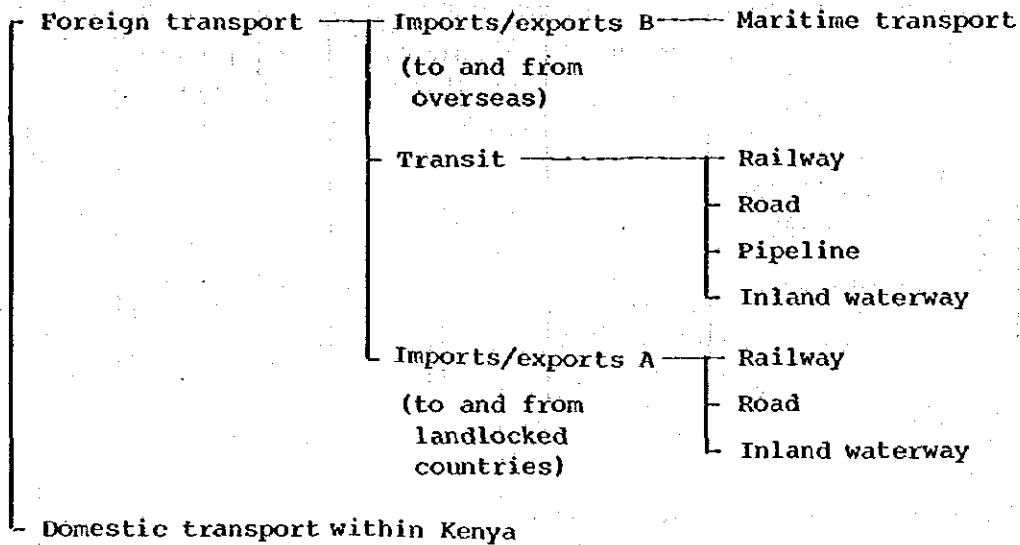 Foreign transport Imports/exports B Maritime transport
(to and from
overseas)
Transit Railway
Road
Pipeline
Inland waterway
Imports/exports A Railway
(to and from Road
landlocked Inland waterway
countries)
Domestic transport within Kenya